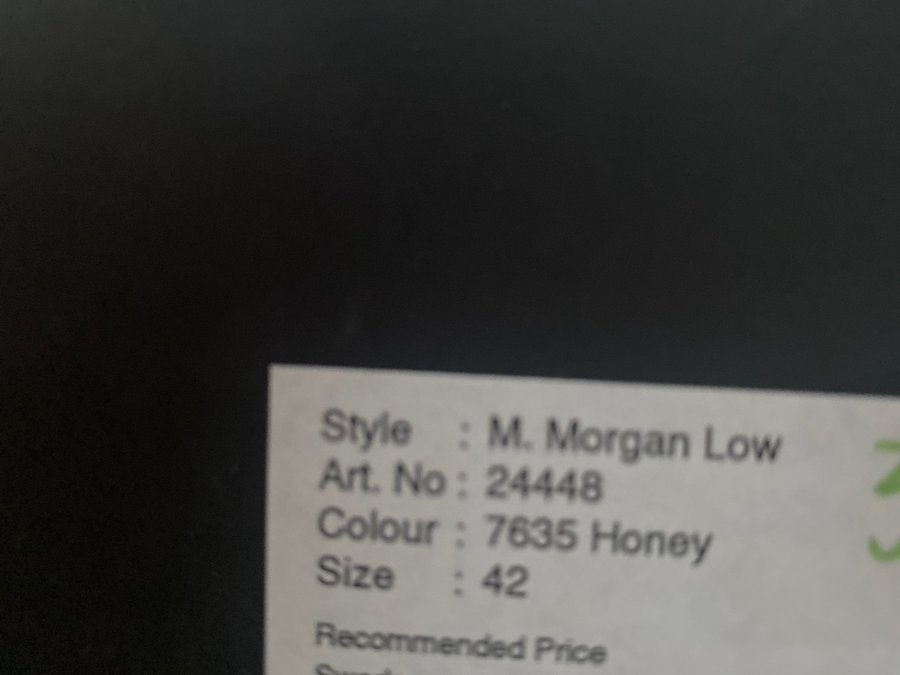 Style : M. Morgan Low
Art. No : 24448
Colour : 7635 Honey
Size : 42
Recommended Price